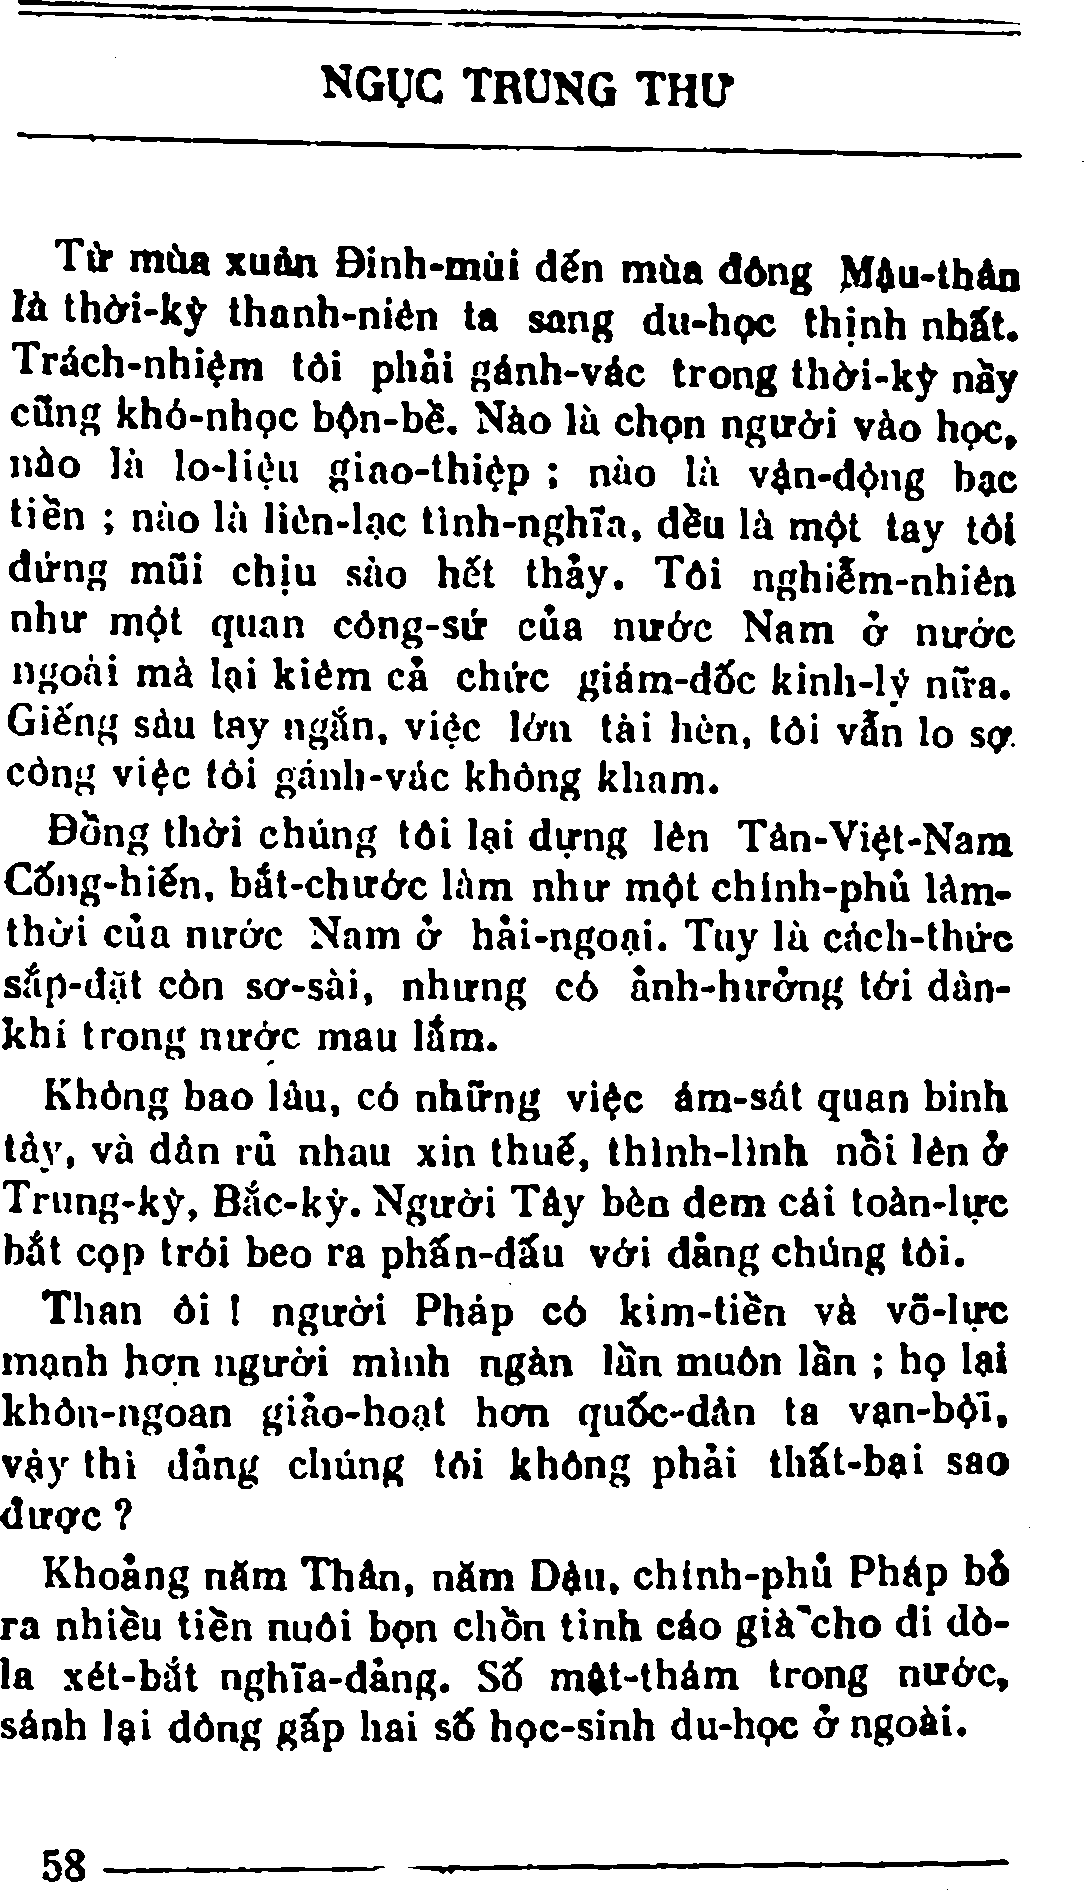 NGỤC TRUNG THƯ
Từ mùa xuân Đinh-mùi đến mùa đông Mậu-thân
là thời-kỳ thanh-niên ta sang du-học thịnh nhất.
Trách-nhiệm tôi phải gánh-vác trong thời-kỳ nầy
cũng khó-nhọc bộn-bề. Nào là chọn người vào học,
nào là lo-liệu giao-thiệp ; nào là vận-động bạc
tiền ; nào là liên-lạc tình-nghĩa, đều là một tay tôi
đứng mũi chịu sào hết thảy. Tôi nghiễm-nhiên
như một quan công-sứ của nước Nam ở nước
ngoài mà lại kiêm cả chức giám-đốc kinh-lý nữa.
Giếng sâu tay ngắn, việc lớn tài hèn, tôi vẫn lo sợ.
công việc tôi gánh-vác không kham.
Đồng thời chúng tôi lại dựng lên Tân-Việt-Nam
Cống-hiến, bắt-chước làm như một chính-phủ lâm-
thời của nước Nam ở hải-ngoại. Tuy là cách-thức
sắp-đặt còn sơ-sài, nhưng có ảnh-hưởng tới dân-
khí trong nước mau lắm.
Không bao lâu, có những việc ám-sát quan binh
tây, và dân rủ nhau xin thuế, thình-lình nổi lên ở
Trung-kỳ, Bắc-kỳ. Người Tây bèn đem cái toàn-lực
bắt cọp trói beo ra phấn-đấu với đảng chúng tôi.
Than ôi ! người Pháp có kim-tiền và võ-lực
mạnh hơn người mình ngàn lần muôn lần ; họ lại
khôn-ngoan giảo-hoạt hơn quốc-dân ta vạn-bội,
vậy thì đảng chúng tôi không phải thất-bại sao
được ?
Khoảng năm Thân, năm Dậu, chính-phủ Pháp bỏ
ra nhiều tiền nuôi bọn chồn tinh cáo già cho đi dò-
la xét-bắt nghĩa-đảng. Số mật-thám trong nước,
sánh lại đông gấp hai số học-sinh du-học ở ngoài.
58